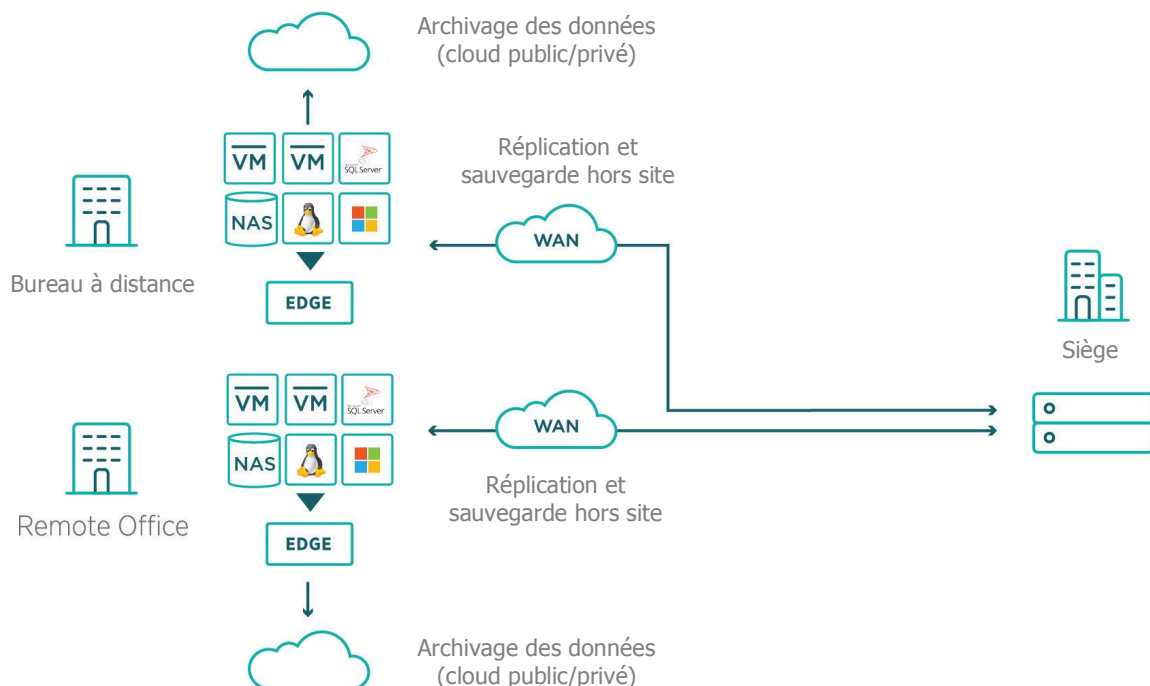 Archivage des données
(cloud public/privé)
VM VM SQL Server
Réplication et
sauvegarde hors site
NAS
WAN
Bureau à distance
EDGE
Siège
VM VM SQL Server
WAN
NAS
Réplication et
sauvegarde hors site
Remote Office
EDGE
Archivage des données
(cloud public/privé)